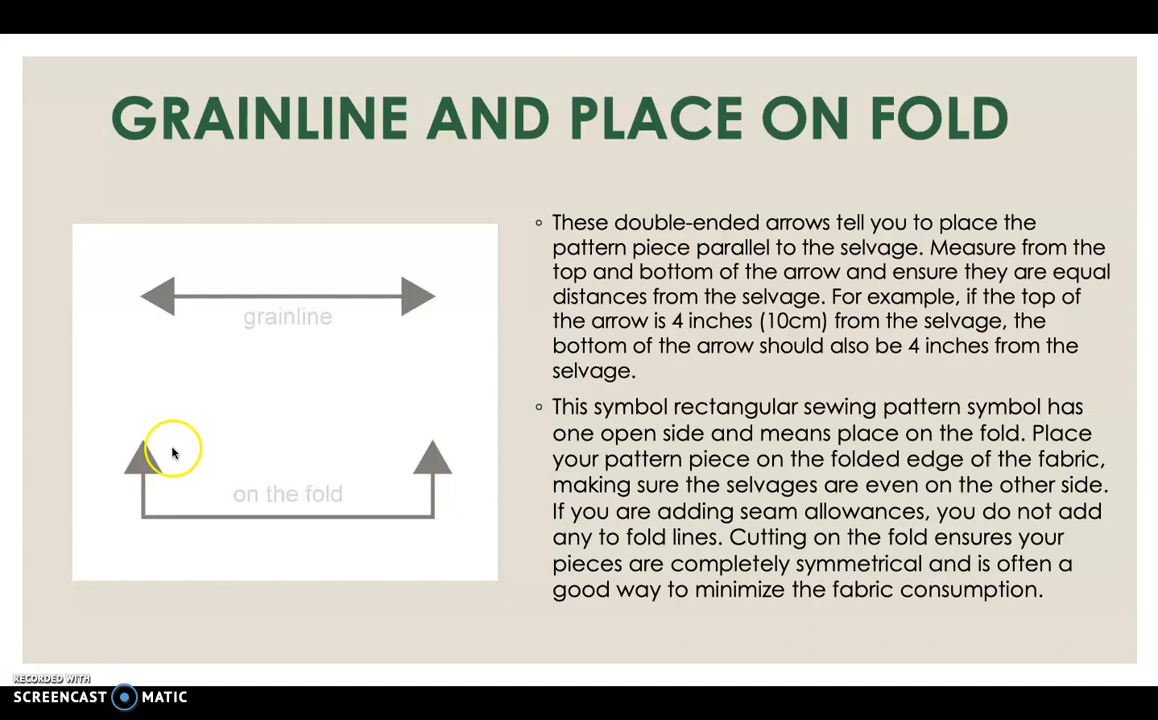 GRAINLINE AND PLACE ON FOLD
grainline
on the fold
◦ These double-ended arrows tell you to place the
pattern piece parallel to the selvage. Measure from the
top and bottom of the arrow and ensure they are equal
distances from the selvage. For example, if the top of
the arrow is 4 inches (10cm) from the selvage, the
bottom of the arrow should also be 4 inches from the
selvage.
◦ This symbol rectangular sewing pattern symbol has
one open side and means place on the fold. Place
your pattern piece on the folded edge of the fabric,
making sure the selvages are even on the other side.
If you are adding seam allowances, you do not add
any to fold lines. Cutting on the fold ensures your
pieces are completely symmetrical and is often a
good way to minimize the fabric consumption.
RECORDED WITH
SCREENCAST MATIC